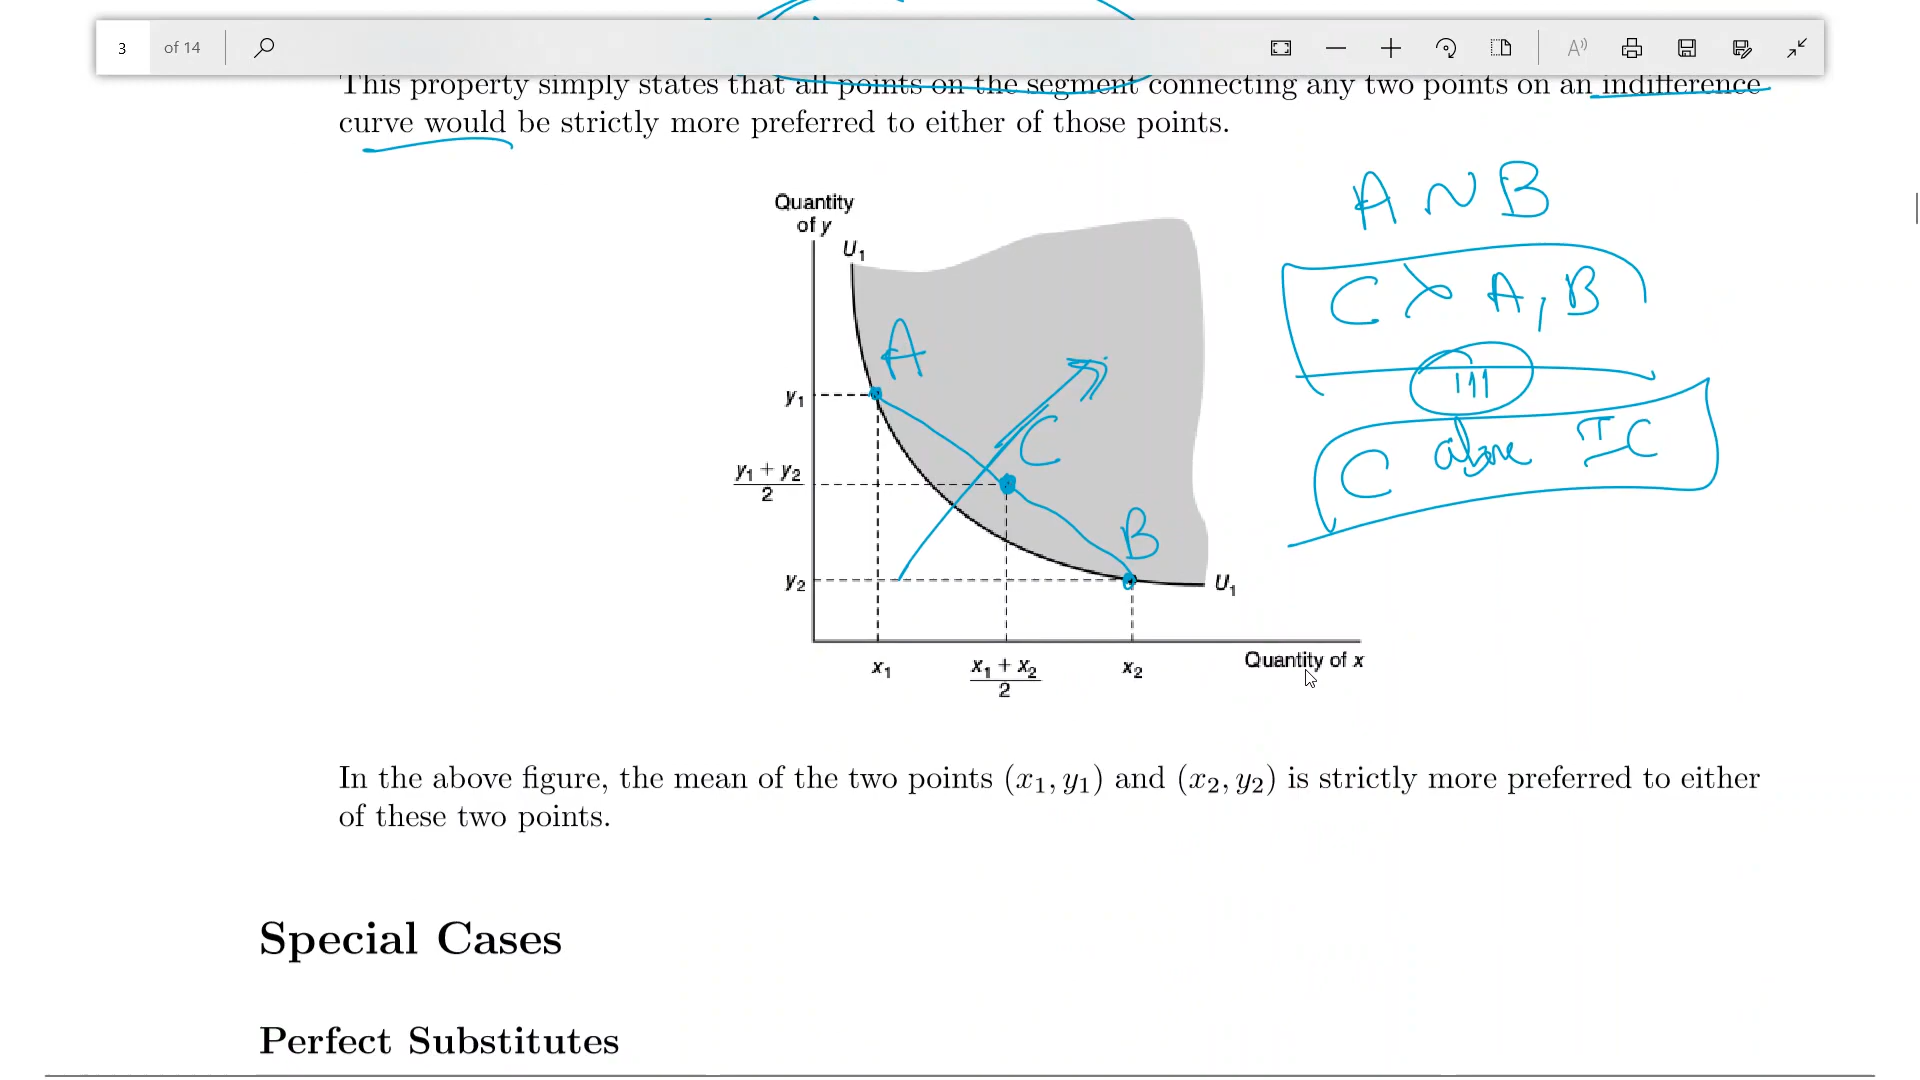 3 of 14
This property simply states that all points on the segment connecting any two points on an indifference
curve would be strictly more preferred to either of those points.
Quantity
of y
U₁
A ~ B
C ≻ A, B
|||
C above IC
A
y₁
C
y₁ + y₂
2
B
y₂
U₁
x₁
x₁ + x₂
2
x₂
Quantity of x
In the above figure, the mean of the two points (x₁, y₁) and (x₂, y₂) is strictly more preferred to either
of these two points.
Special Cases
Perfect Substitutes